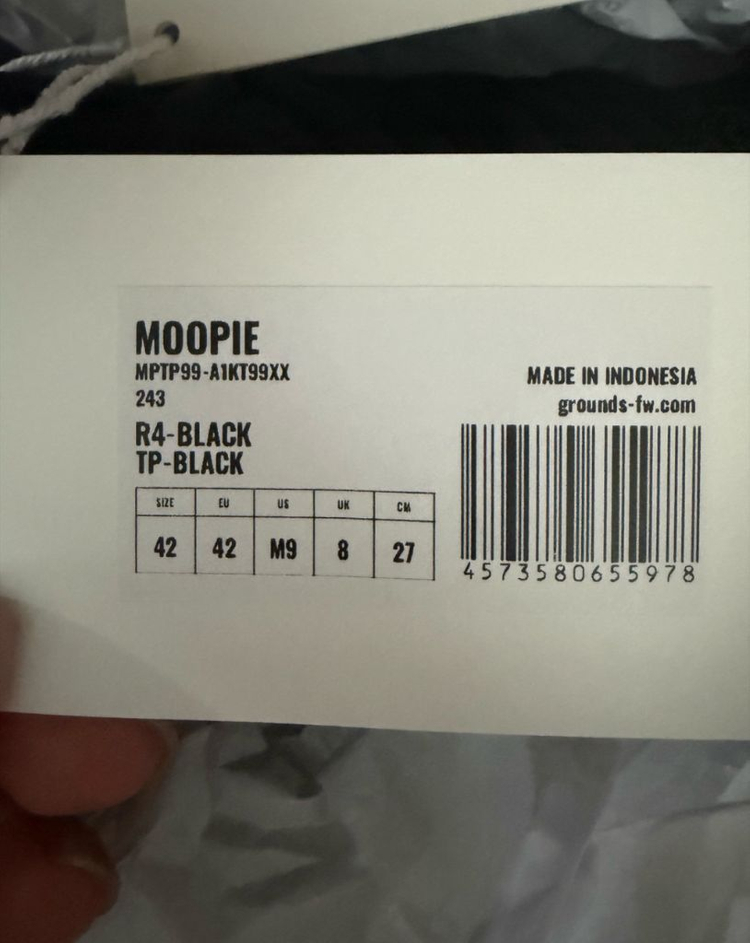 MOOPIE
MPTP99-A1KT99XX
243
R4-BLACK
TP-BLACK
MADE IN INDONESIA
grounds-fw.com
SIZE EU US UK CM
42 42 M9 8 27
4573580655978